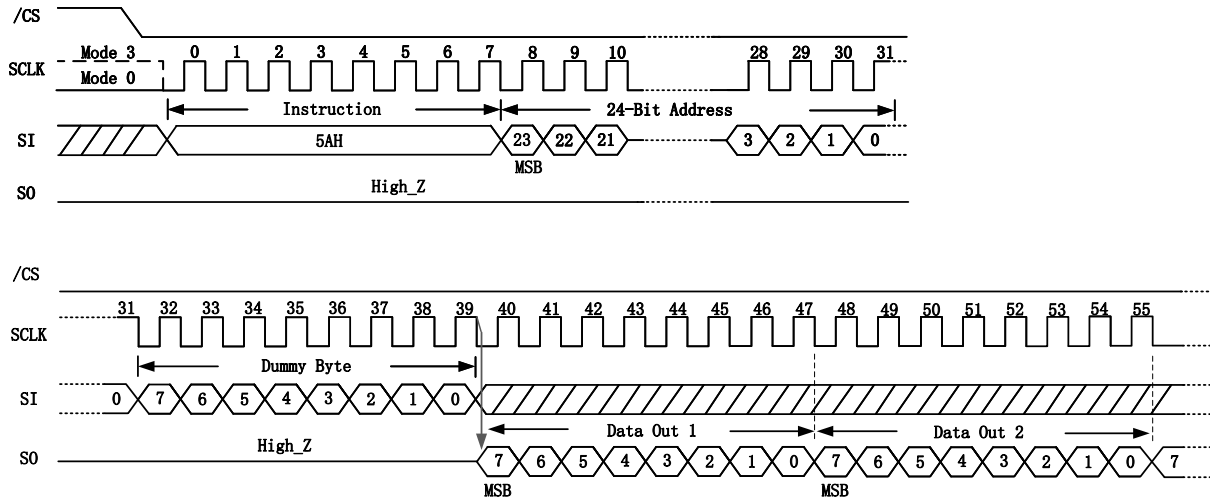 /CS
Mode 3
0 1 2 3 4 5 6 7 8 9 10 28 29 30 31
SCLK
Mode 0
Instruction 24-Bit Address
SI 5AH 23 22 21 3 2 1 0
MSB
High_Z
SO
/CS
31 32 33 34 35 36 37 38 39 40 41 42 43 44 45 46 47 48 49 50 51 52 53 54 55
SCLK
Dummy Byte
SI 0 7 6 5 4 3 2 1 0
Data Out 1 Data Out 2
High_Z
SO 7 6 5 4 3 2 1 0 7 6 5 4 3 2 1 0 7
MSB MSB